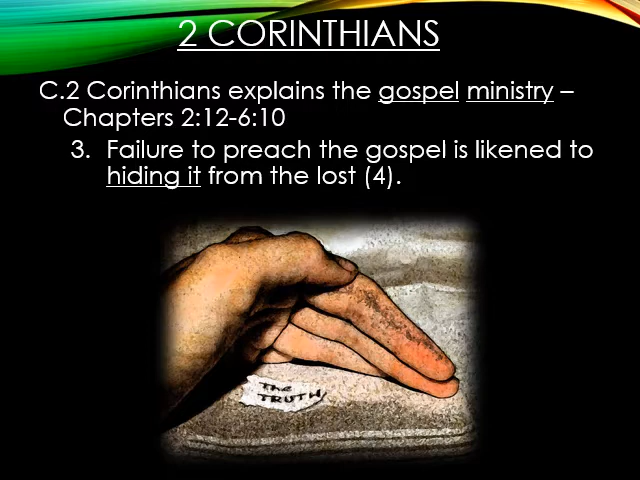 2 CORINTHIANS
C.2 Corinthians explains the gospel ministry –
Chapters 2:12-6:10
3. Failure to preach the gospel is likened to
hiding it from the lost (4).
The
TRUTH